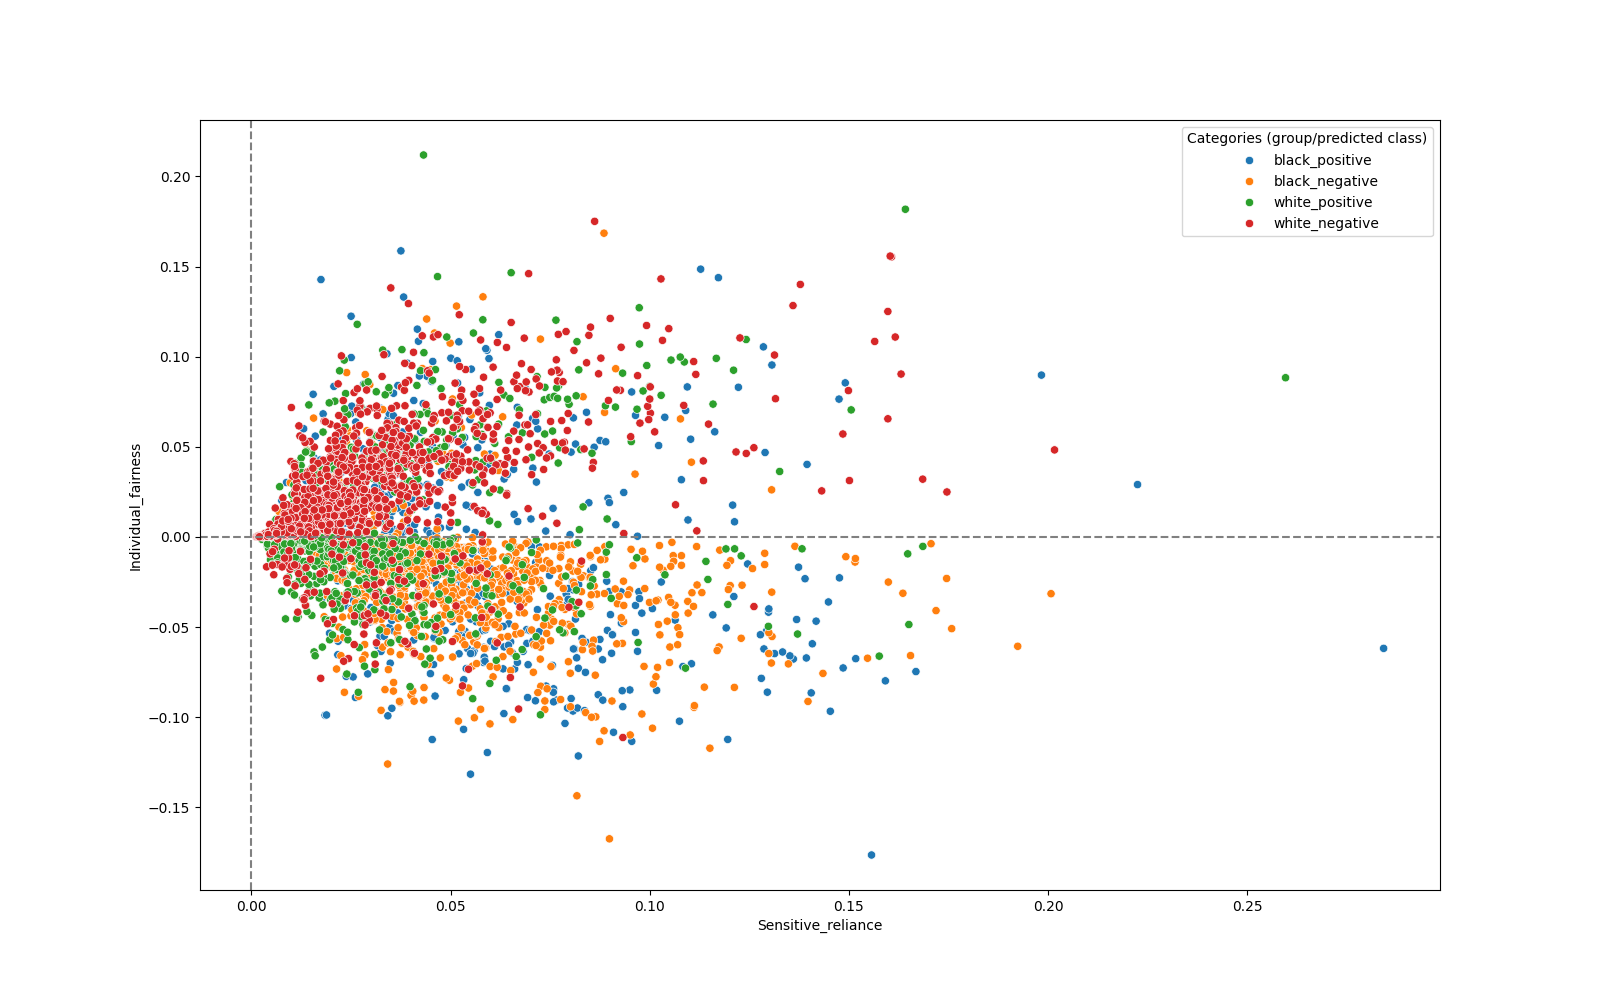 Categories (group/predicted class)
black_positive
black_negative
white_positive
white_negative
0.20
0.15
0.10
0.05
0.00
−0.05
−0.10
−0.15
Individual_fairness
0.00
0.05
0.10
0.15
0.20
0.25
Sensitive_reliance